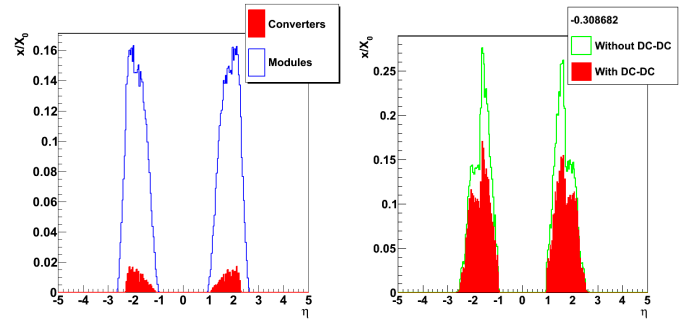 x/X0
0.16
0.14
0.12
0.1
0.08
0.06
0.04
0.02
0
-5 -4 -3 -2 -1 0 1 2 3 4 5
η
Converters
Modules
x/X0
0.25
0.2
0.15
0.1
0.05
0
-5 -4 -3 -2 -1 0 1 2 3 4 5
η
-0.308682
Without DC-DC
With DC-DC